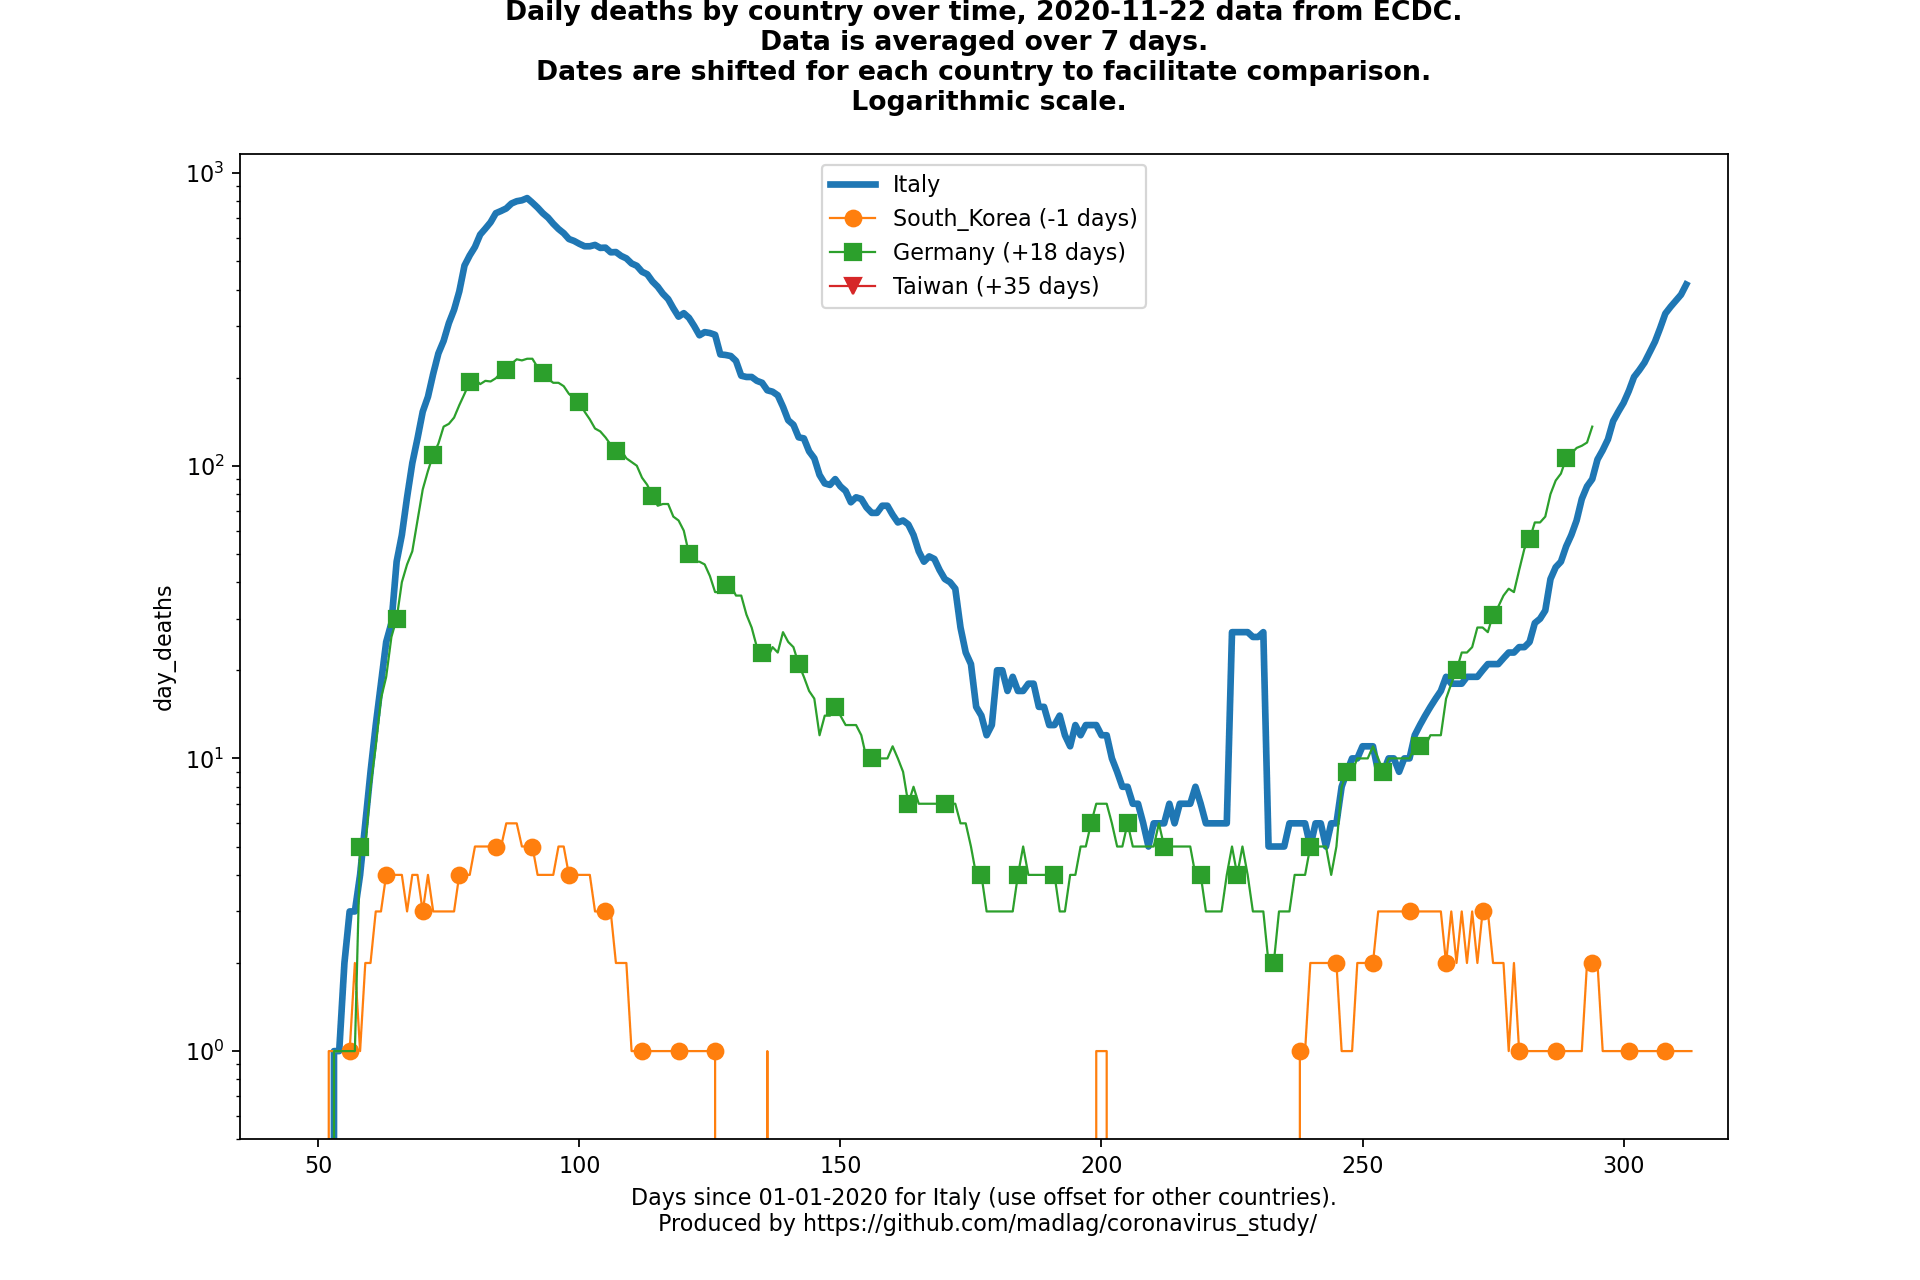 Daily deaths by country over time, 2020-11-22 data from ECDC.
Data is averaged over 7 days.
Dates are shifted for each country to facilitate comparison.
Logarithmic scale.
Italy
South_Korea (-1 days)
Germany (+18 days)
Taiwan (+35 days)
day_deaths
10³
10²
10¹
10⁰
50 100 150 200 250 300
Days since 01-01-2020 for Italy (use offset for other countries).
Produced by https://github.com/madlag/coronavirus_study/